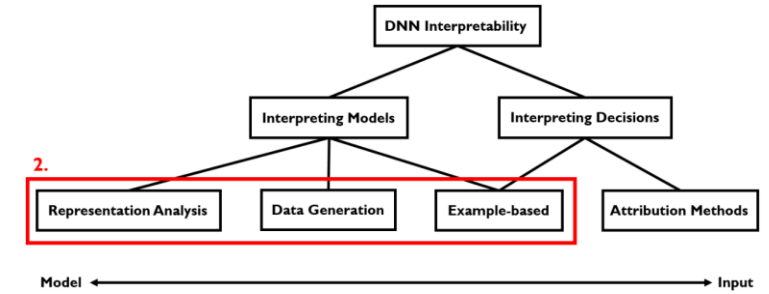 DNN Interpretability
Interpreting Models
Interpreting Decisions
2.
Representation Analysis
Data Generation
Example-based
Attribution Methods
Model
Input